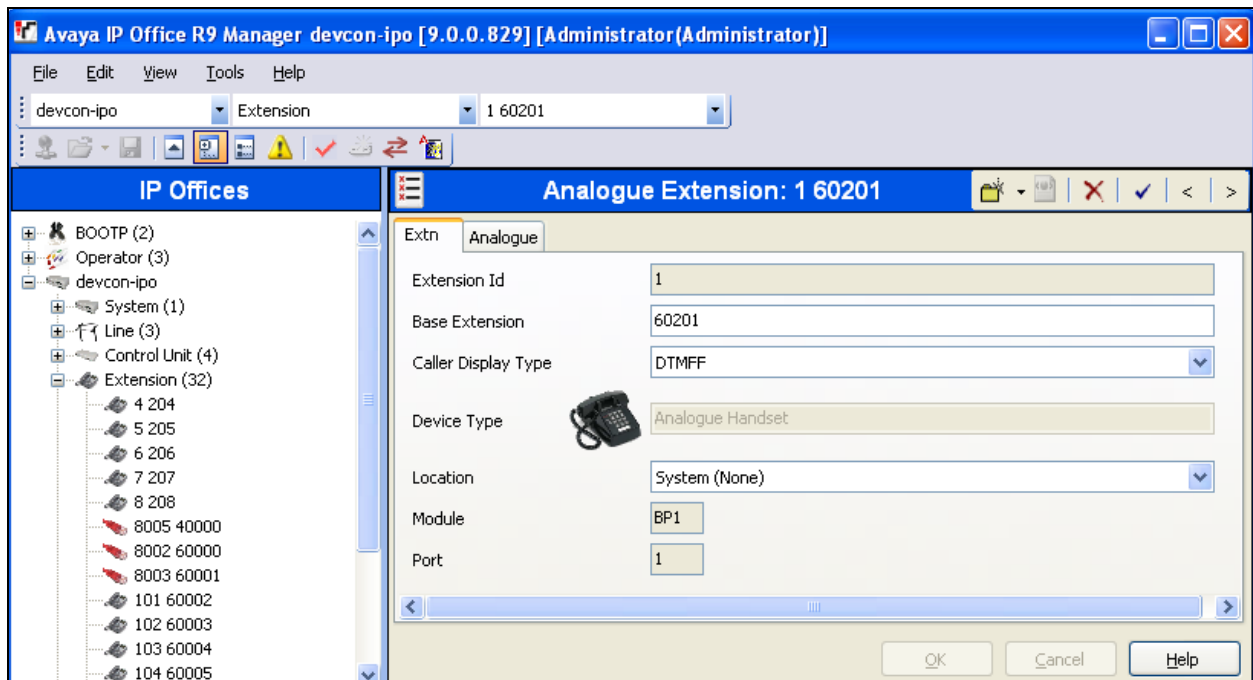 Avaya IP Office R9 Manager devcon-ipo [9.0.0.829] [Administrator(Administrator)]
File Edit View Tools Help
devcon-ipo Extension 1 60201
IP Offices
BOOTP (2)
Operator (3)
devcon-ipo
System (1)
Line (3)
Control Unit (4)
Extension (32)
4 204
5 205
6 206
7 207
8 208
8005 40000
8002 60000
8003 60001
101 60002
102 60003
103 60004
104 60005
Analogue Extension: 1 60201
Extn Analogue
Extension Id 1
Base Extension 60201
Caller Display Type DTMFF
Device Type Analogue Handset
Location System (None)
Module BP1
Port 1
OK Cancel Help